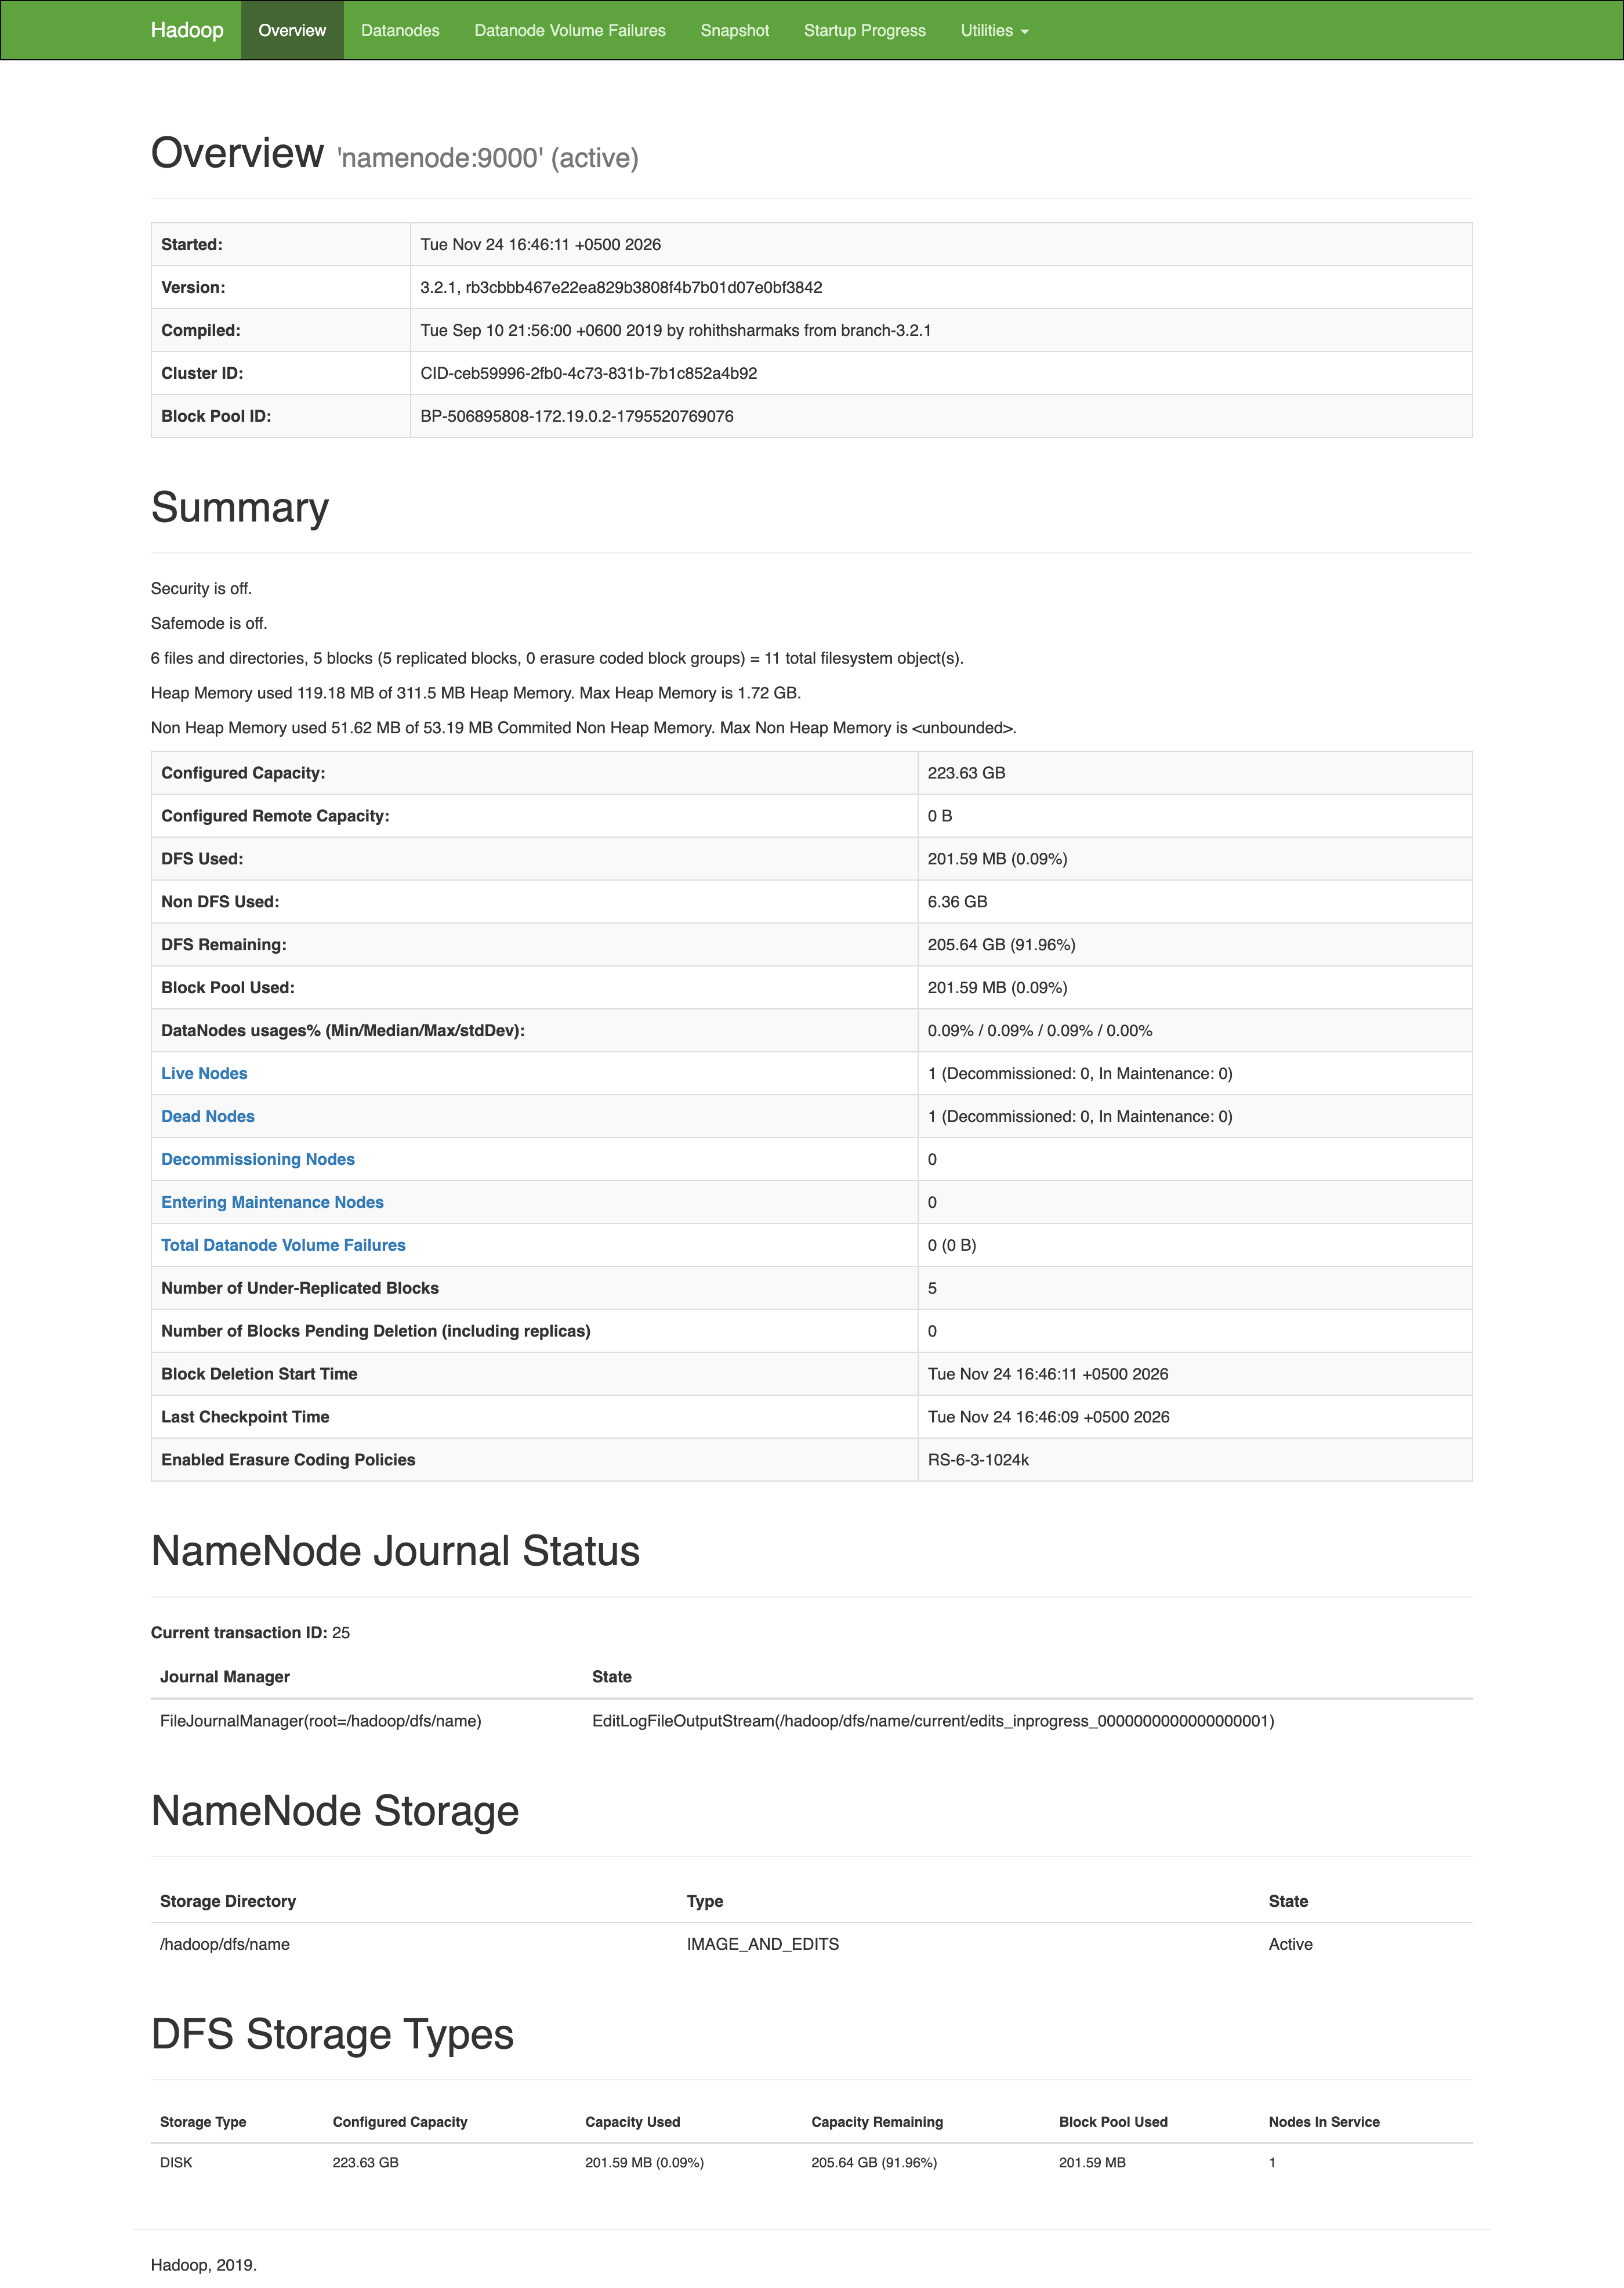 Hadoop Overview Datanodes Datanode Volume Failures Snapshot Startup Progress Utilities
Overview 'namenode:9000' (active)
Started: Tue Nov 24 16:46:11 +0500 2026
Version: 3.2.1, rb3cbbb467e22ea829b3808f4b7b01d07e0bf3842
Compiled: Tue Sep 10 21:56:00 +0600 2019 by rohithsharmaks from branch-3.2.1
Cluster ID: CID-ceb59996-2fb0-4c73-831b-7b1c852a4b92
Block Pool ID: BP-506895808-172.19.0.2-1795520769076
Summary
Security is off.
Safemode is off.
6 files and directories, 5 blocks (5 replicated blocks, 0 erasure coded block groups) = 11 total filesystem object(s).
Heap Memory used 119.18 MB of 311.5 MB Heap Memory. Max Heap Memory is 1.72 GB.
Non Heap Memory used 51.62 MB of 53.19 MB Commited Non Heap Memory. Max Non Heap Memory is <unbounded>.
Configured Capacity: 223.63 GB
Configured Remote Capacity: 0 B
DFS Used: 201.59 MB (0.09%)
Non DFS Used: 6.36 GB
DFS Remaining: 205.64 GB (91.96%)
Block Pool Used: 201.59 MB (0.09%)
DataNodes usages% (Min/Median/Max/stdDev): 0.09% / 0.09% / 0.09% / 0.00%
Live Nodes 1 (Decommissioned: 0, In Maintenance: 0)
Dead Nodes 1 (Decommissioned: 0, In Maintenance: 0)
Decommissioning Nodes 0
Entering Maintenance Nodes 0
Total Datanode Volume Failures 0 (0 B)
Number of Under-Replicated Blocks 5
Number of Blocks Pending Deletion (including replicas) 0
Block Deletion Start Time Tue Nov 24 16:46:11 +0500 2026
Last Checkpoint Time Tue Nov 24 16:46:09 +0500 2026
Enabled Erasure Coding Policies RS-6-3-1024k
NameNode Journal Status
Current transaction ID: 25
Journal Manager State
FileJournalManager(root=/hadoop/dfs/name) EditLogFileOutputStream(/hadoop/dfs/name/current/edits_inprogress_0000000000000000001)
NameNode Storage
Storage Directory Type State
/hadoop/dfs/name IMAGE_AND_EDITS Active
DFS Storage Types
Storage Type Configured Capacity Capacity Used Capacity Remaining Block Pool Used Nodes In Service
DISK 223.63 GB 201.59 MB (0.09%) 205.64 GB (91.96%) 201.59 MB 1
Hadoop, 2019.